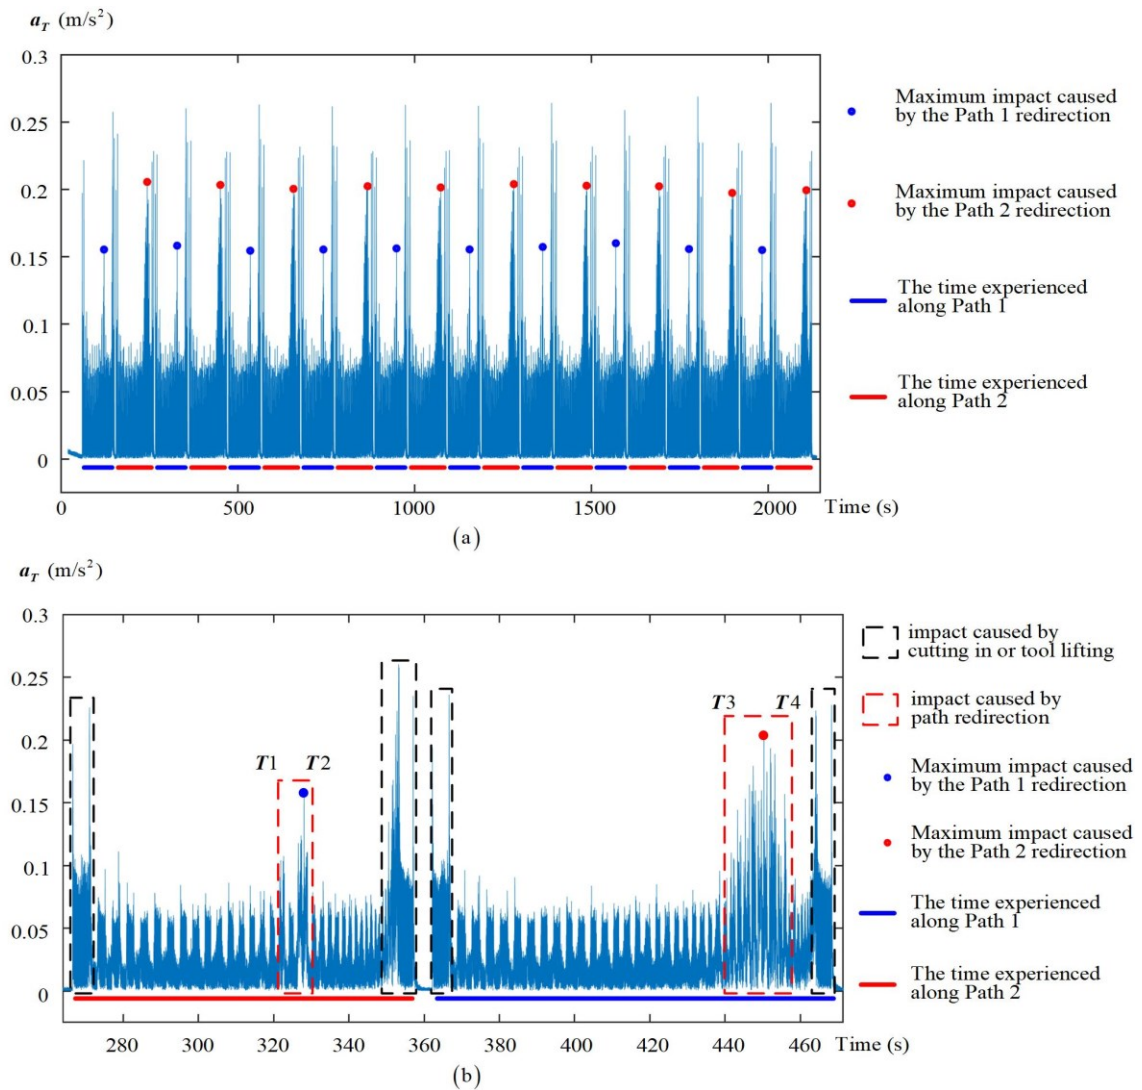 a_T (m/s²)
0.3
0.25
0.2
0.15
0.1
0.05
0
0 500 1000 1500 2000 Time (s)
(a)
Maximum impact caused
by the Path 1 redirection
Maximum impact caused
by the Path 2 redirection
The time experienced
along Path 1
The time experienced
along Path 2
a_T (m/s²)
0.3
0.25
0.2
0.15
0.1
0.05
0
T1 T2
T3 T4
280 300 320 340 360 380 400 420 440 460 Time (s)
(b)
impact caused by
cutting in or tool lifting
impact caused by
path redirection
Maximum impact caused
by the Path 1 redirection
Maximum impact caused
by the Path 2 redirection
The time experienced
along Path 1
The time experienced
along Path 2